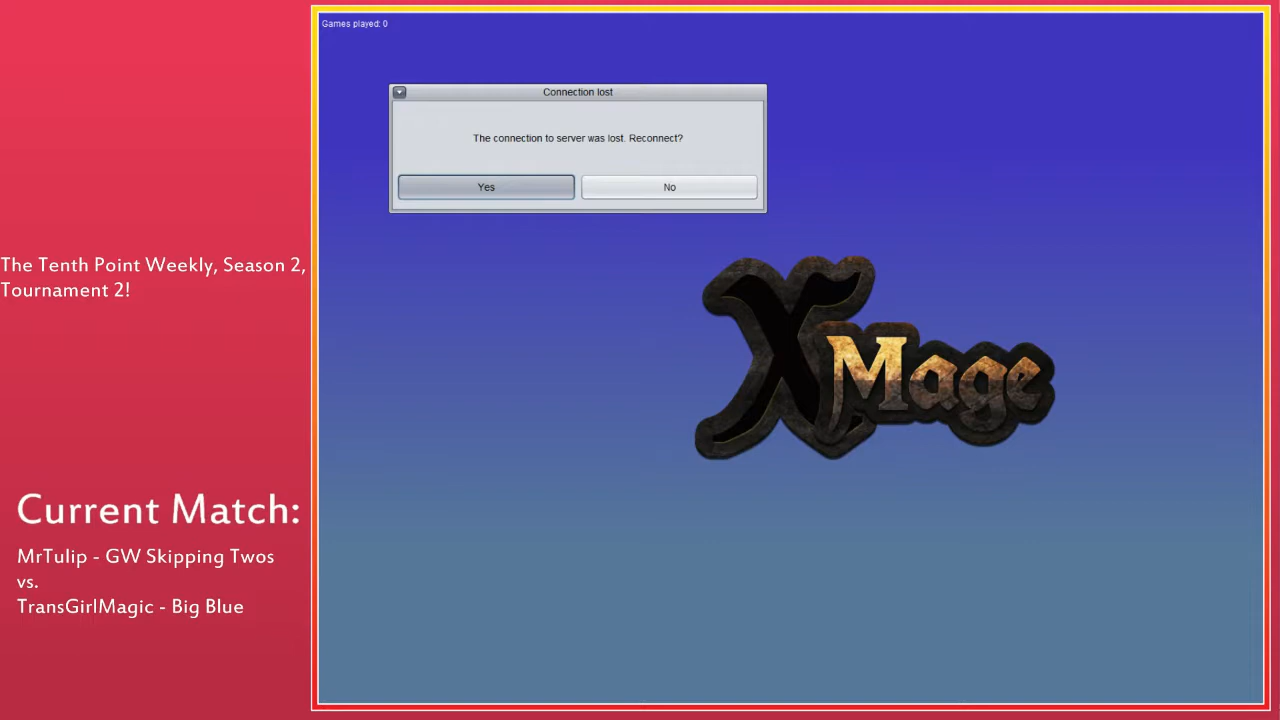 Games played: 0
Connection lost
The connection to server was lost. Reconnect?
Yes
No
The Tenth Point Weekly, Season 2,
Tournament 2!
XMage
Current Match:
MrTulip - GW Skipping Twos
vs.
TransGirlMagic - Big Blue